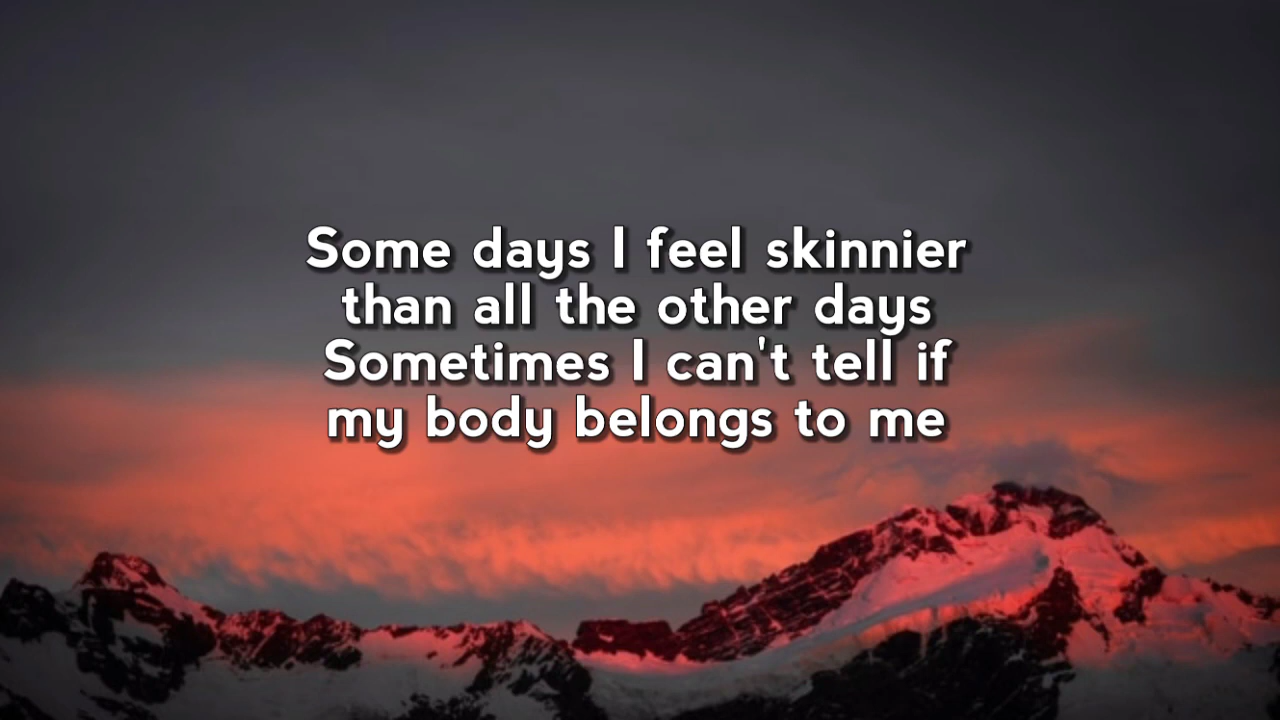 Some days I feel skinnier
than all the other days
Sometimes I can't tell if
my body belongs to me